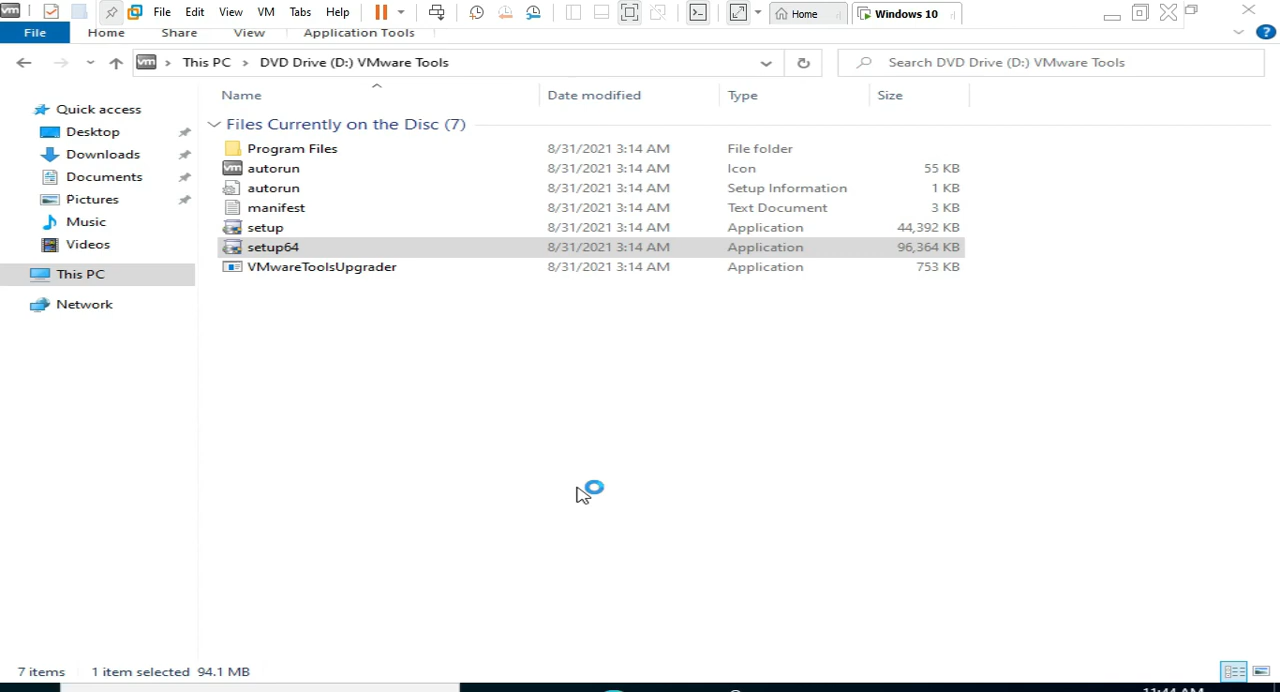 File Edit View VM Tabs Help Home Windows 10
File Home Share View Application Tools
This PC > DVD Drive (D:) VMware Tools Search DVD Drive (D:) VMware Tools
Name Date modified Type Size
Quick access
Desktop
Downloads
Documents
Pictures
Music
Videos
This PC
Network
Files Currently on the Disc (7)
Program Files 8/31/2021 3:14 AM File folder
autorun 8/31/2021 3:14 AM Icon 55 KB
autorun 8/31/2021 3:14 AM Setup Information 1 KB
manifest 8/31/2021 3:14 AM Text Document 3 KB
setup 8/31/2021 3:14 AM Application 44,392 KB
setup64 8/31/2021 3:14 AM Application 96,364 KB
VMwareToolsUpgrader 8/31/2021 3:14 AM Application 753 KB
7 items 1 item selected 94.1 MB
11:44 AM